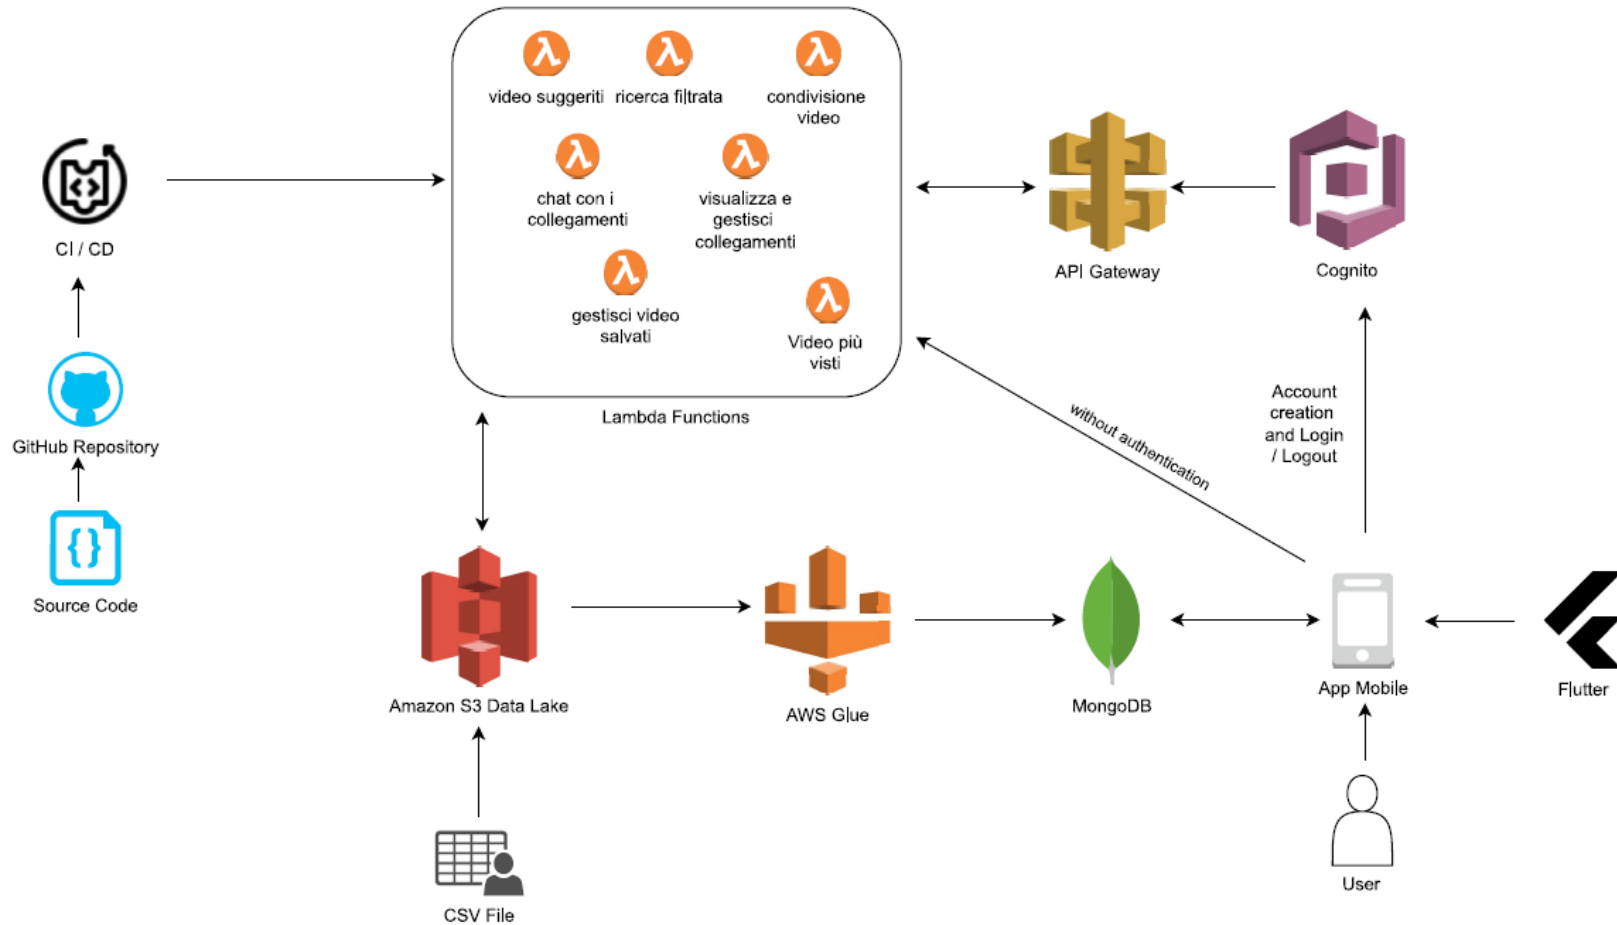 video suggeriti
ricerca filtrata
condivisione
video
chat con i
collegamenti
visualizza e
gestisci
collegamenti
gestisci video
salvati
Video più
visti
Lambda Functions
CI / CD
GitHub Repository
Source Code
API Gateway
Cognito
without authentication
Account
creation
and Login
/ Logout
Amazon S3 Data Lake
AWS Glue
MongoDB
App Mobile
Flutter
CSV File
User